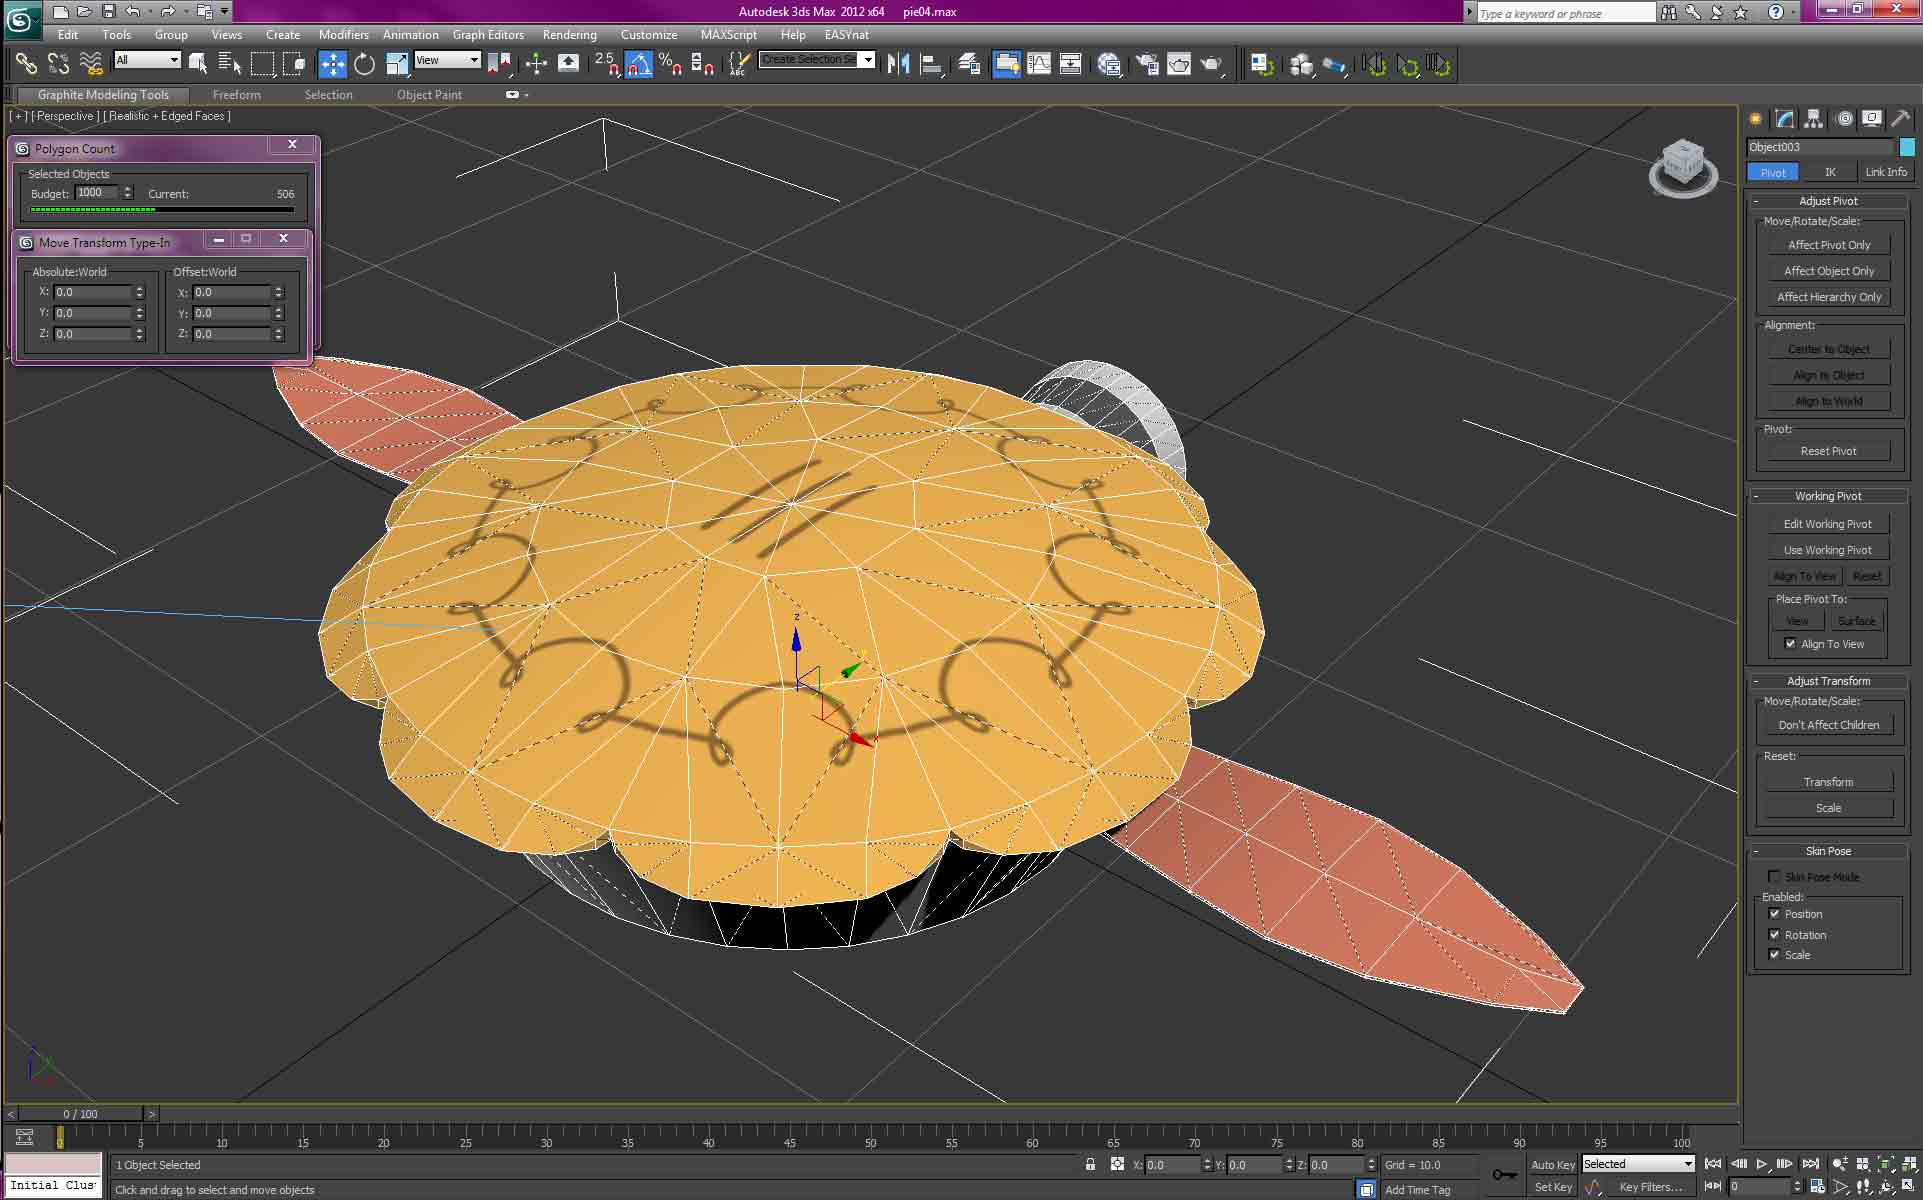 Autodesk 3ds Max 2012 x64 pie04.max
Type a keyword or phrase
Edit Tools Group Views Create Modifiers Animation Graph Editors Rendering Customize MAXScript Help EASYnat
All View 2.5 % ABC Create Selection Se
Graphite Modeling Tools Freeform Selection Object Paint
[ + ] [ Perspective ] [ Realistic + Edged Faces ]
Polygon Count
Selected Objects
Budget: 1000 Current: 506
Move Transform Type-In
Absolute:World Offset:World
X: 0.0 X: 0.0
Y: 0.0 Y: 0.0
Z: 0.0 Z: 0.0
z
x
Object003
Pivot IK Link Info
- Adjust Pivot
Move/Rotate/Scale:
Affect Pivot Only
Affect Object Only
Affect Hierarchy Only
Alignment:
Center to Object
Align to Object
Align to World
Pivot:
Reset Pivot
- Working Pivot
Edit Working Pivot
Use Working Pivot
Align To View Reset
Place Pivot To:
View Surface
Align To View
- Adjust Transform
Move/Rotate/Scale:
Don't Affect Children
Reset:
Transform
Scale
- Skin Pose
Skin Pose Mode
Enabled:
Position
Rotation
Scale
< 0 / 100 >
0 5 10 15 20 25 30 35 40 45 50 55 60 65 70 75 80 85 90 95 100
1 Object Selected X: 0.0 Y: 0.0 Z: 0.0 Grid = 10.0 Auto Key Selected
Initial Clus Click and drag to select and move objects Add Time Tag Set Key Key Filters... 0